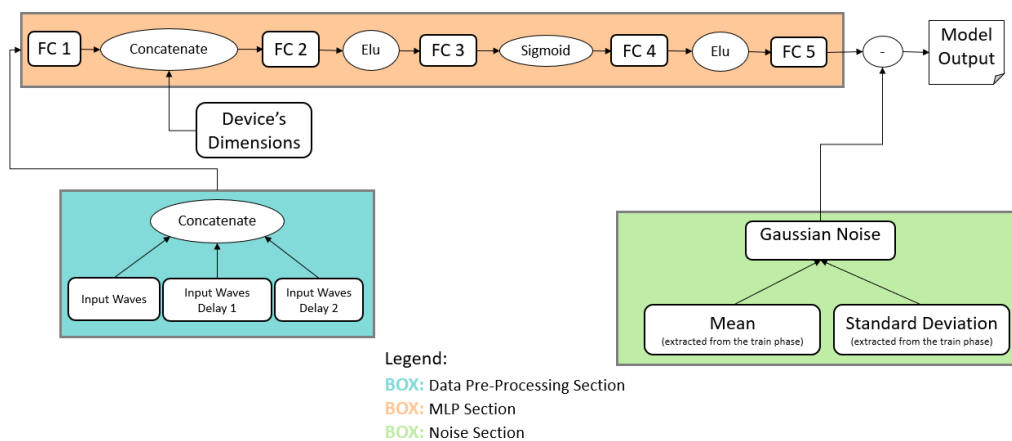 FC 1
Concatenate
FC 2
Elu
FC 3
Sigmoid
FC 4
Elu
FC 5
-
Model
Output
Device's
Dimensions
Concatenate
Input Waves
Input Waves
Delay 1
Input Waves
Delay 2
Gaussian Noise
Mean
(extracted from the train phase)
Standard Deviation
(extracted from the train phase)
Legend:
BOX: Data Pre-Processing Section
BOX: MLP Section
BOX: Noise Section